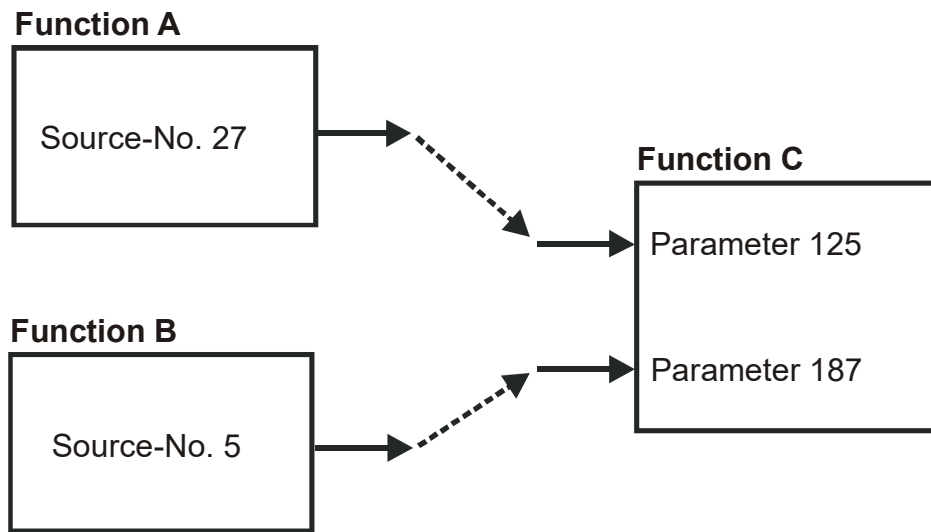 Function A
Source-No. 27
Function C
Parameter 125
Function B
Parameter 187
Source-No. 5